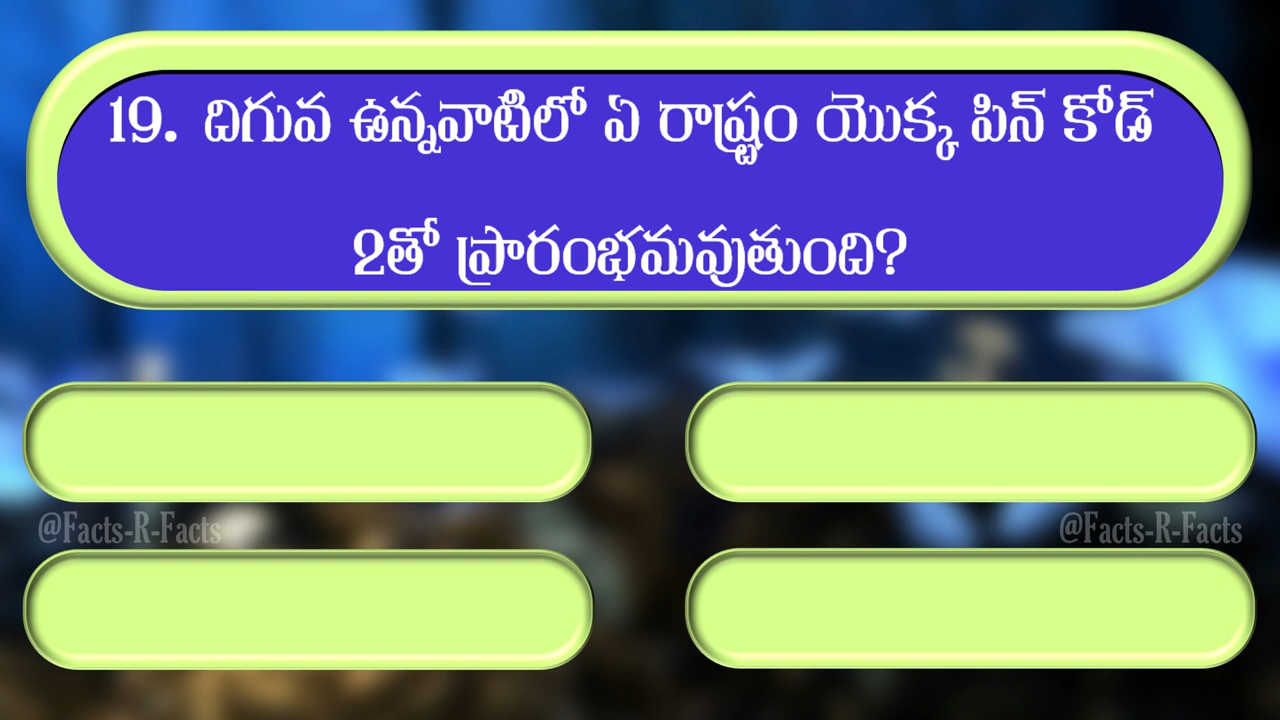 19. దిగువ ఉన్నవాటిలో ఏ రాష్ట్రం యొక్క పిన్ కోడ్
2తో ప్రారంభమవుతుంది?
@Facts-R-Facts
@Facts-R-Facts